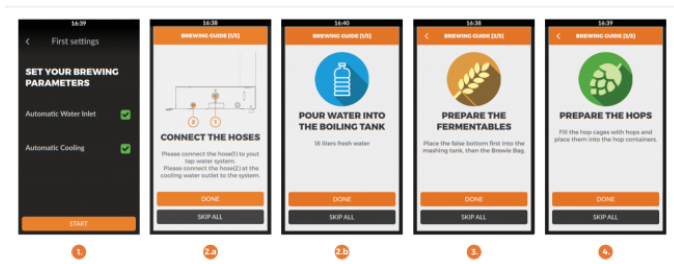 16:39
First settings
SET YOUR BREWING
PARAMETERS
Automatic Water Inlet
Automatic Cooling
START
1.
16:38
BREWING GUIDE [1/5]
2
1
CONNECT THE HOSES
Please connect the hose(1) to yout
tap water system.
Please connect the hose(2) at the
cooling water outlet to the system.
DONE
SKIP ALL
2.a
16:40
BREWING GUIDE [1/5]
POUR WATER INTO
THE BOILING TANK
18 liters fresh water
DONE
SKIP ALL
2.b
16:38
BREWING GUIDE [2/5]
PREPARE THE
FERMENTABLES
Place the false bottom first into the
mashing tank, then the Brewie Bag.
DONE
SKIP ALL
3.
16:39
BREWING GUIDE [3/5]
PREPARE THE HOPS
Fill the hop cages with hops and
place them into the hop containers.
DONE
SKIP ALL
4.